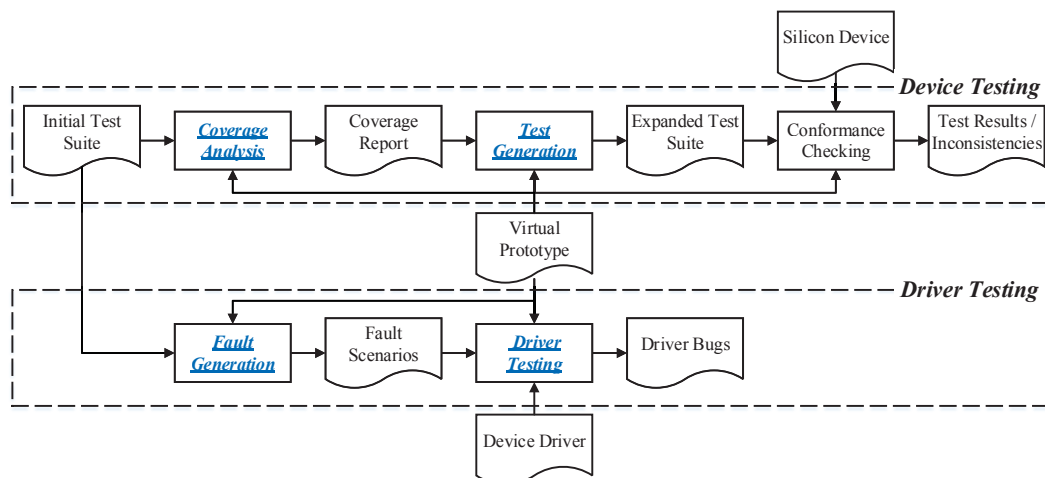 Silicon Device
Device Testing
Initial Test
Suite
Coverage
Analysis
Coverage
Report
Test
Generation
Expanded Test
Suite
Conformance
Checking
Test Results /
Inconsistencies
Virtual
Prototype
Driver Testing
Fault
Generation
Fault
Scenarios
Driver
Testing
Driver Bugs
Device Driver